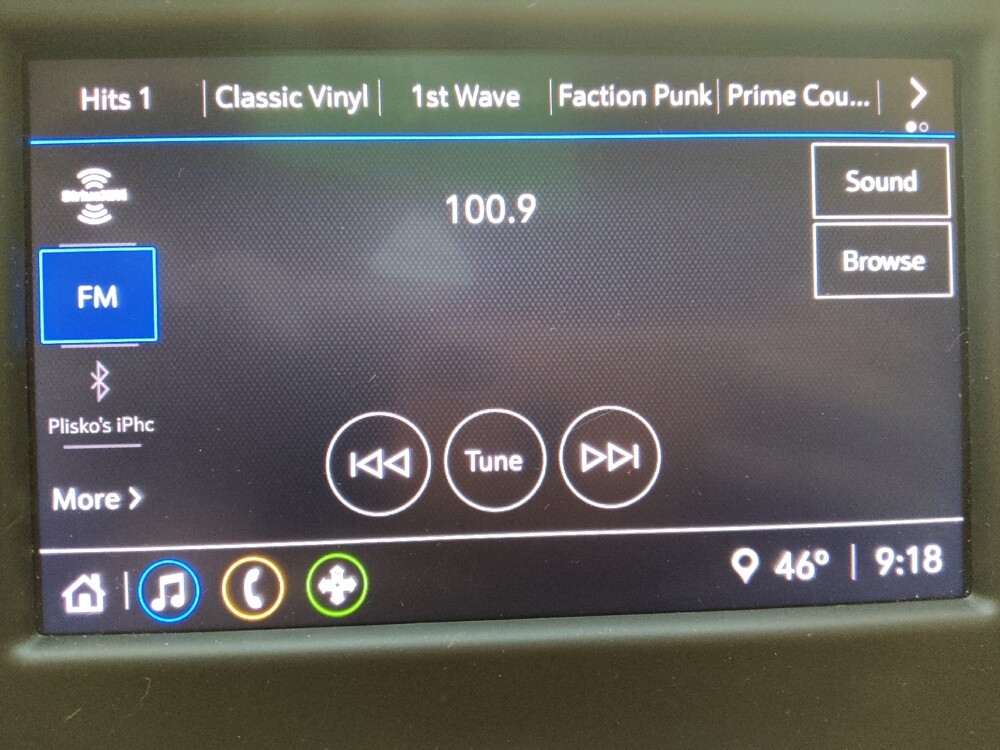 Hits 1 | Classic Vinyl | 1st Wave | Faction Punk | Prime Cou... |
SiriusXM
100.9
Sound
FM
Browse
Plisko's iPhc
Tune
More
46° | 9:18